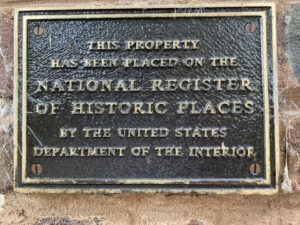 THIS PROPERTY
HAS BEEN PLACED ON THE
NATIONAL REGISTER
OF HISTORIC PLACES
BY THE UNITED STATES
DEPARTMENT OF THE INTERIOR